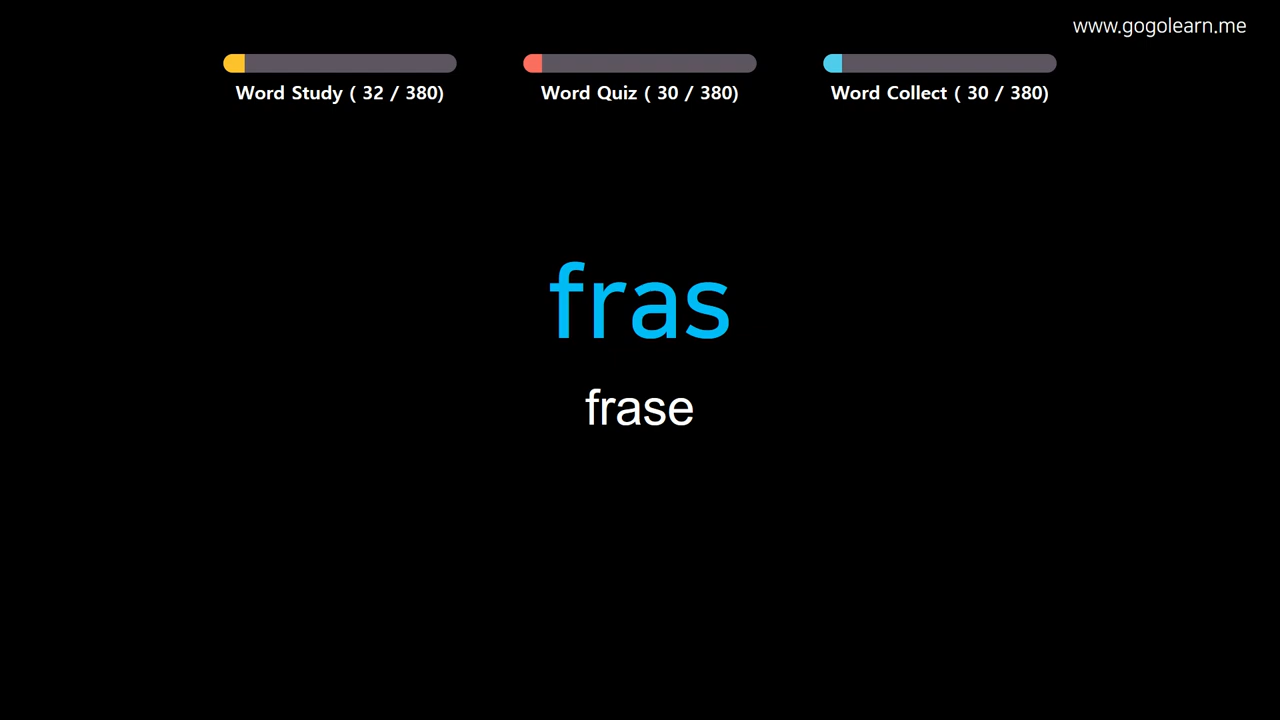 www.gogolearn.me
Word Study ( 32 / 380)
Word Quiz ( 30 / 380)
Word Collect ( 30 / 380)
fras
frase